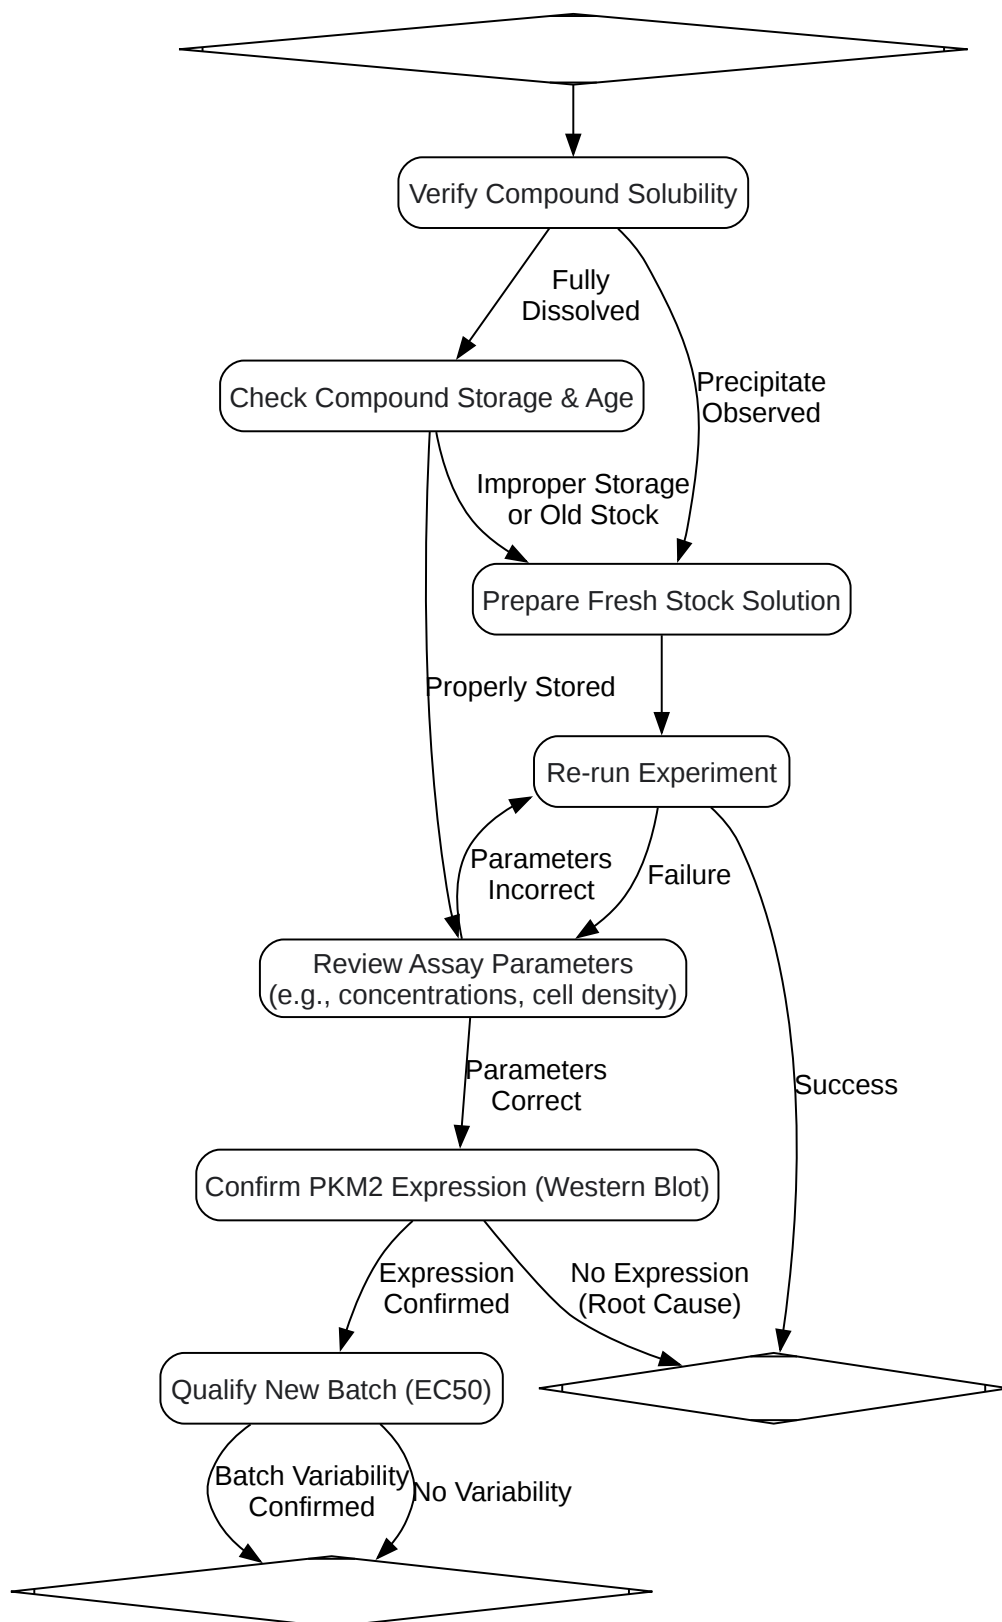 Verify Compound Solubility
Fully
Dissolved
Check Compound Storage & Age
Precipitate
Observed
Improper Storage
or Old Stock
Prepare Fresh Stock Solution
Properly Stored
Re-run Experiment
Parameters
Incorrect
Failure
Review Assay Parameters
(e.g., concentrations, cell density)
Parameters
Correct
Success
Confirm PKM2 Expression (Western Blot)
Expression
Confirmed
No Expression
(Root Cause)
Qualify New Batch (EC50)
Batch Variability
Confirmed
No Variability